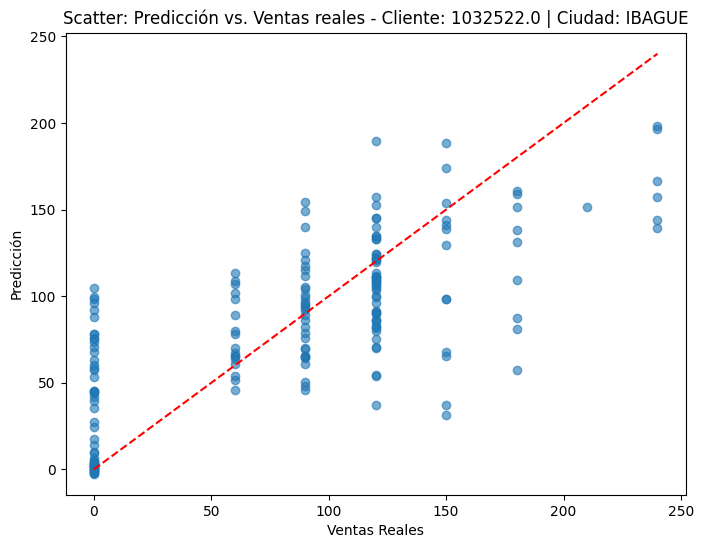 Scatter: Predicción vs. Ventas reales - Cliente: 1032522.0 | Ciudad: IBAGUE
250
200
150
100
50
0
Predicción
0 50 100 150 200 250
Ventas Reales